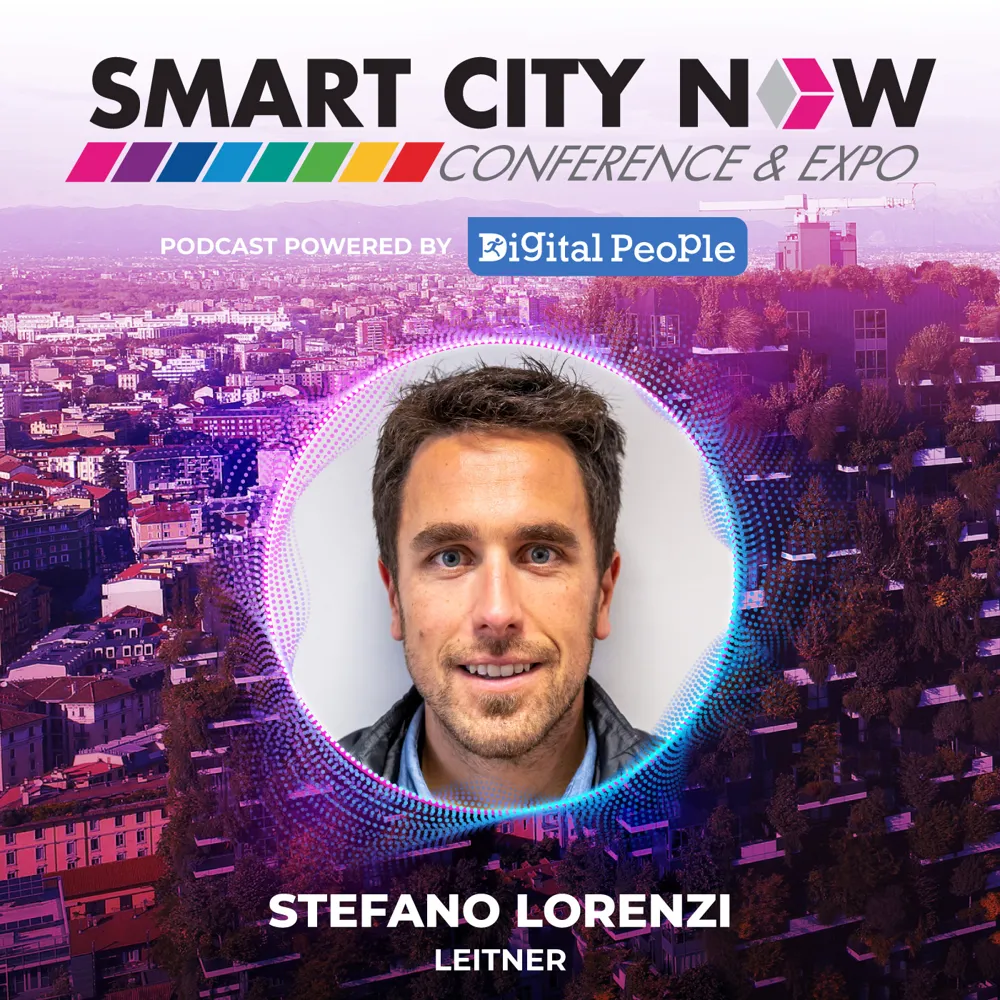 SMART CITY NOW
CONFERENCE & EXPO
PODCAST POWERED BY Digital PeoPle
STEFANO LORENZI
LEITNER